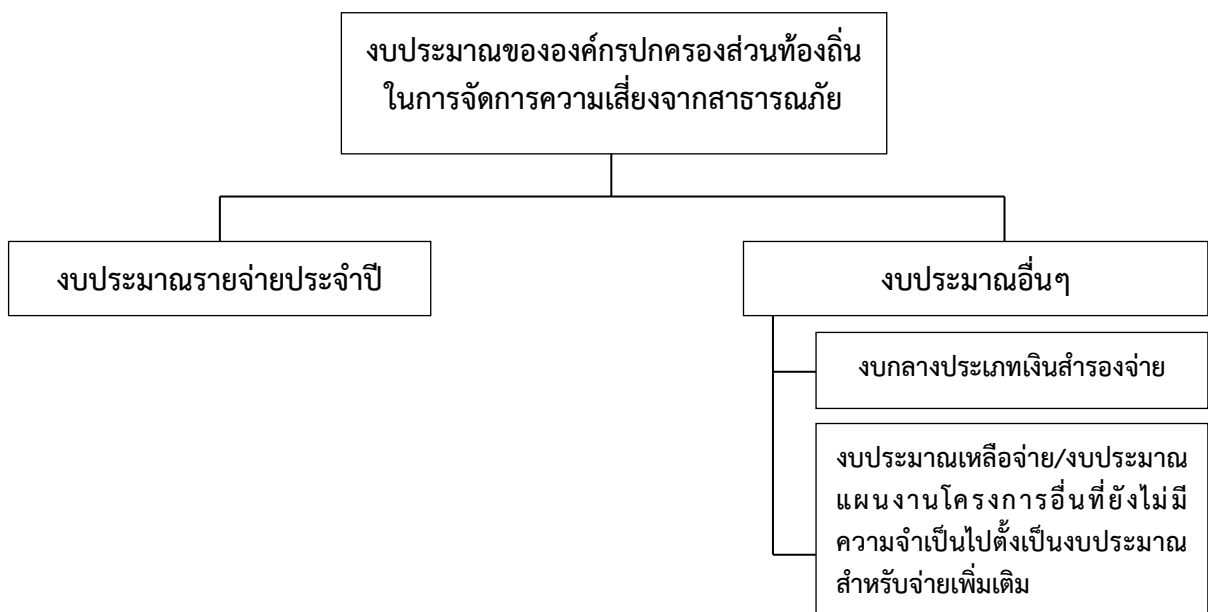 งบประมาณขององค์กรปกครองส่วนท้องถิ่น
ในการจัดการความเสี่ยงจากสาธารณภัย
งบประมาณรายจ่ายประจำปี
งบประมาณอื่นๆ
งบกลางประเภทเงินสำรองจ่าย
งบประมาณเหลือจ่าย/งบประมาณ
แผนงานโครงการอื่นที่ยังไม่มี
ความจำเป็นไปตั้งเป็นงบประมาณ
สำหรับจ่ายเพิ่มเติม